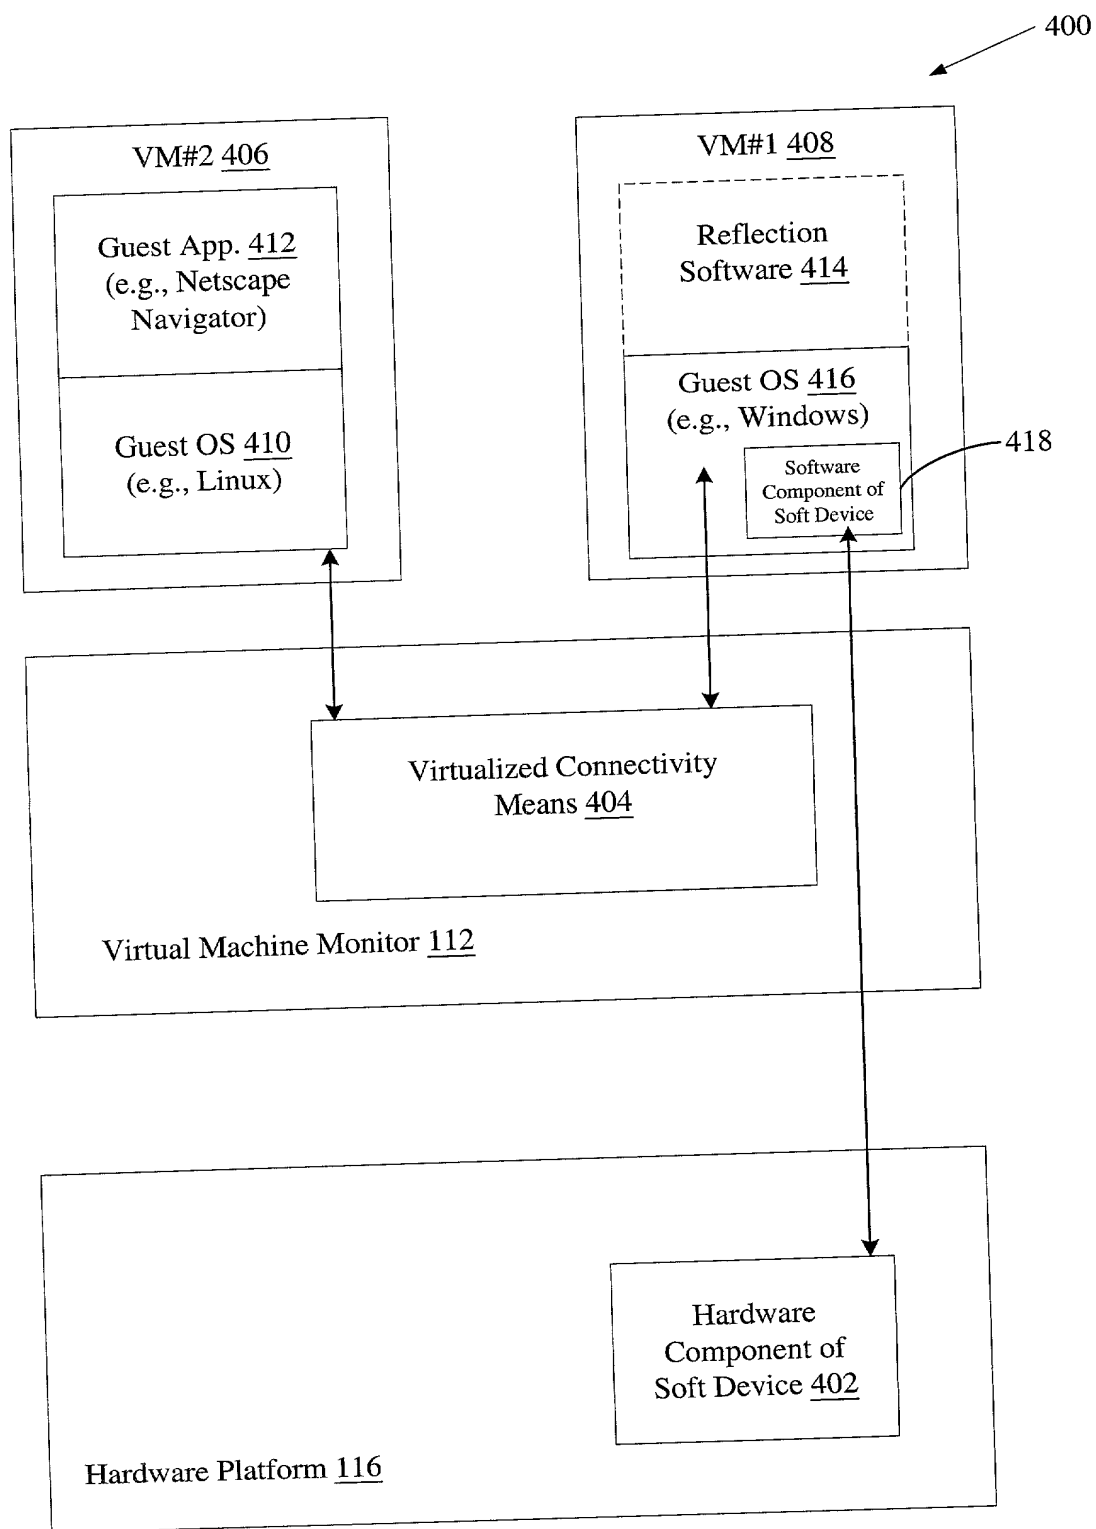 400
VM#2 406
Guest App. 412
(e.g., Netscape
Navigator)
Guest OS 410
(e.g., Linux)
VM#1 408
Reflection
Software 414
Guest OS 416
(e.g., Windows)
Software
Component of
Soft Device
418
Virtualized Connectivity
Means 404
Virtual Machine Monitor 112
Hardware
Component of
Soft Device 402
Hardware Platform 116